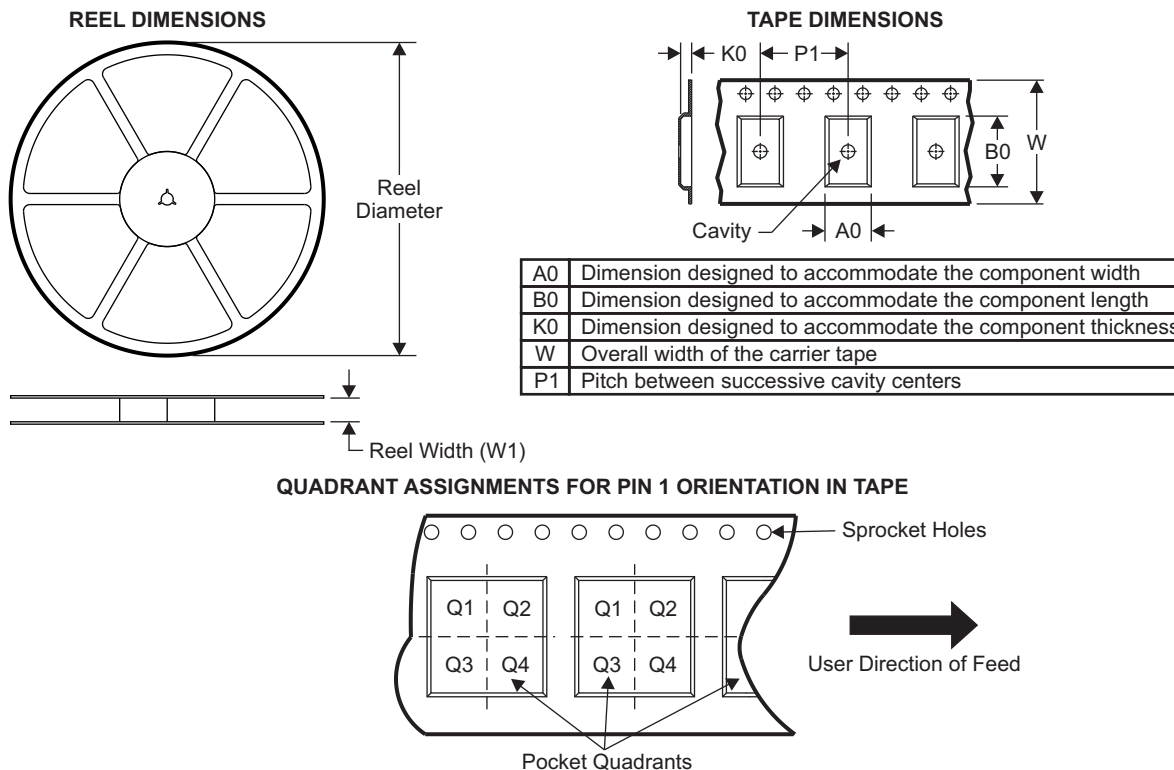 REEL DIMENSIONS
Reel
Diameter
Reel Width (W1)
TAPE DIMENSIONS
K0
P1
B0
W
Cavity
A0
A0 Dimension designed to accommodate the component width
B0 Dimension designed to accommodate the component length
K0 Dimension designed to accommodate the component thickness
W Overall width of the carrier tape
P1 Pitch between successive cavity centers
QUADRANT ASSIGNMENTS FOR PIN 1 ORIENTATION IN TAPE
Sprocket Holes
Q1 Q2 Q1 Q2
Q3 Q4 Q3 Q4
User Direction of Feed
Pocket Quadrants